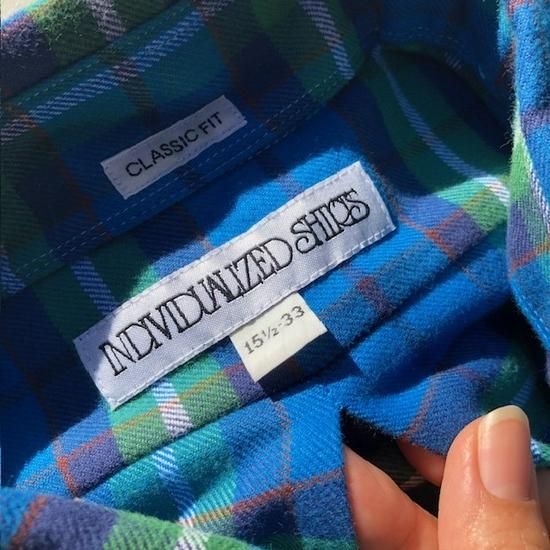 CLASSIC FIT
INDIVIDUALIZED SHIRTS
15½-33